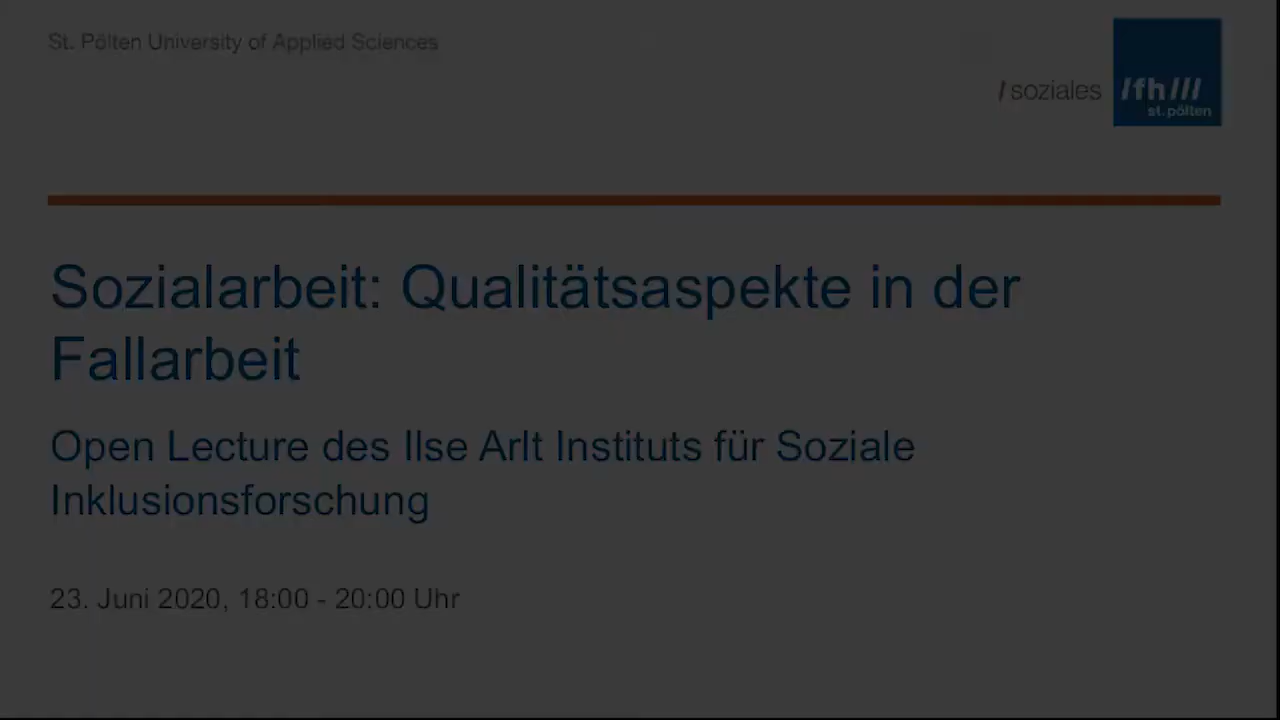 St. Pölten University of Applied Sciences
/ soziales
/fh///
st.pölten
Sozialarbeit: Qualitätsaspekte in der
Fallarbeit
Open Lecture des Ilse Arlt Instituts für Soziale
Inklusionsforschung
23. Juni 2020, 18:00 - 20:00 Uhr